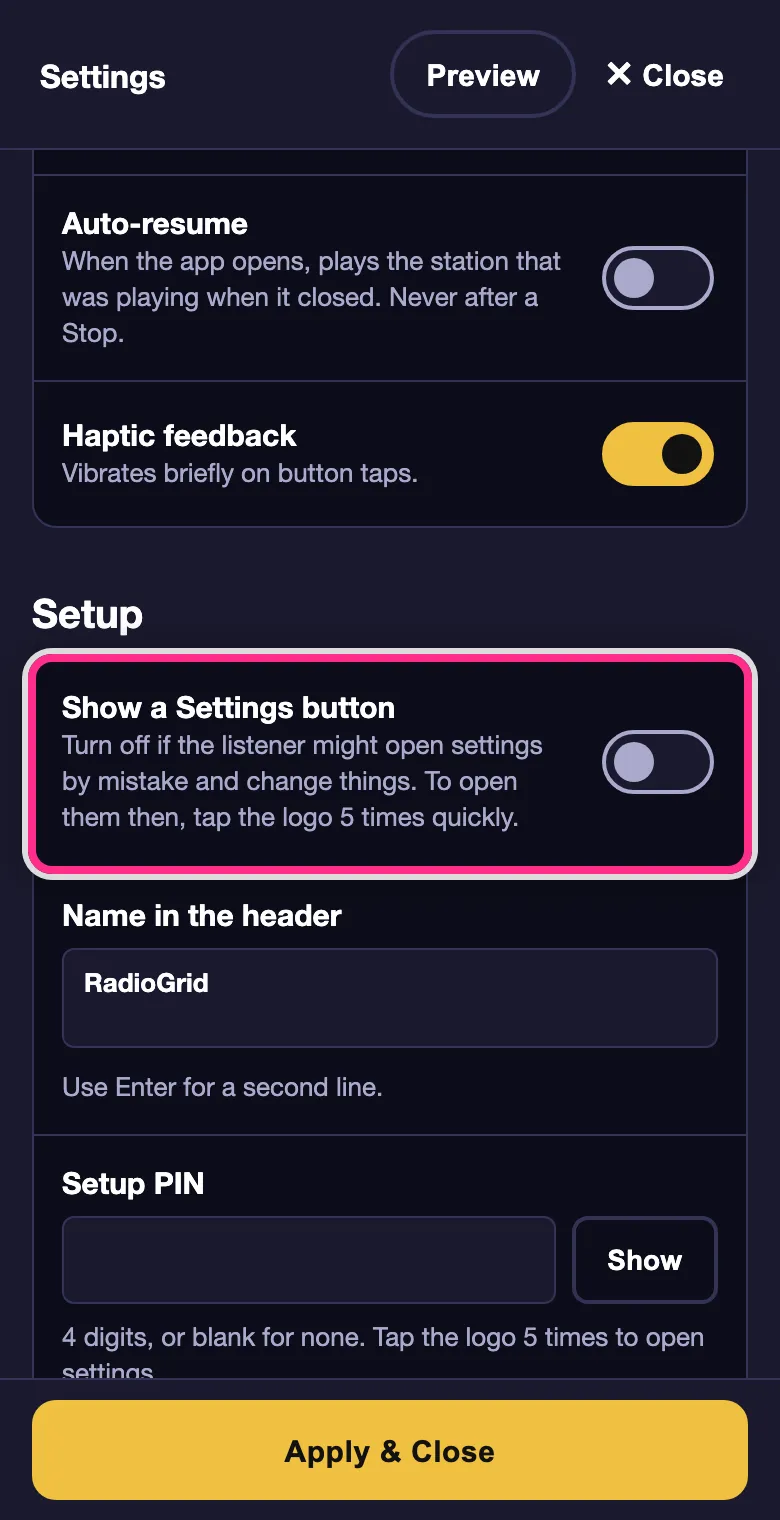 Settings
Preview
✕ Close
Auto-resume
When the app opens, plays the station that
was playing when it closed. Never after a
Stop.
Haptic feedback
Vibrates briefly on button taps.
Setup
Show a Settings button
Turn off if the listener might open settings
by mistake and change things. To open
them then, tap the logo 5 times quickly.
Name in the header
RadioGrid
Use Enter for a second line.
Setup PIN
Show
4 digits, or blank for none. Tap the logo 5 times to open
settings
Apply & Close